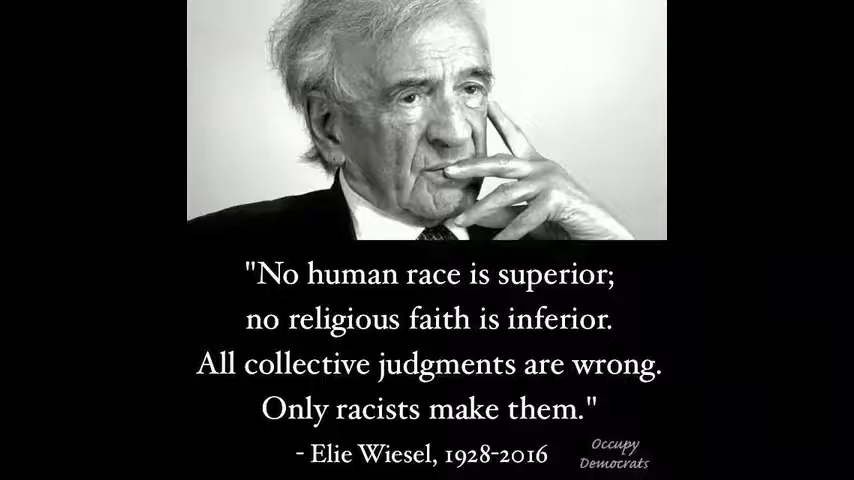 "No human race is superior;
no religious faith is inferior.
All collective judgments are wrong.
Only racists make them."
- Elie Wiesel, 1928-2016
Occupy
Democrats